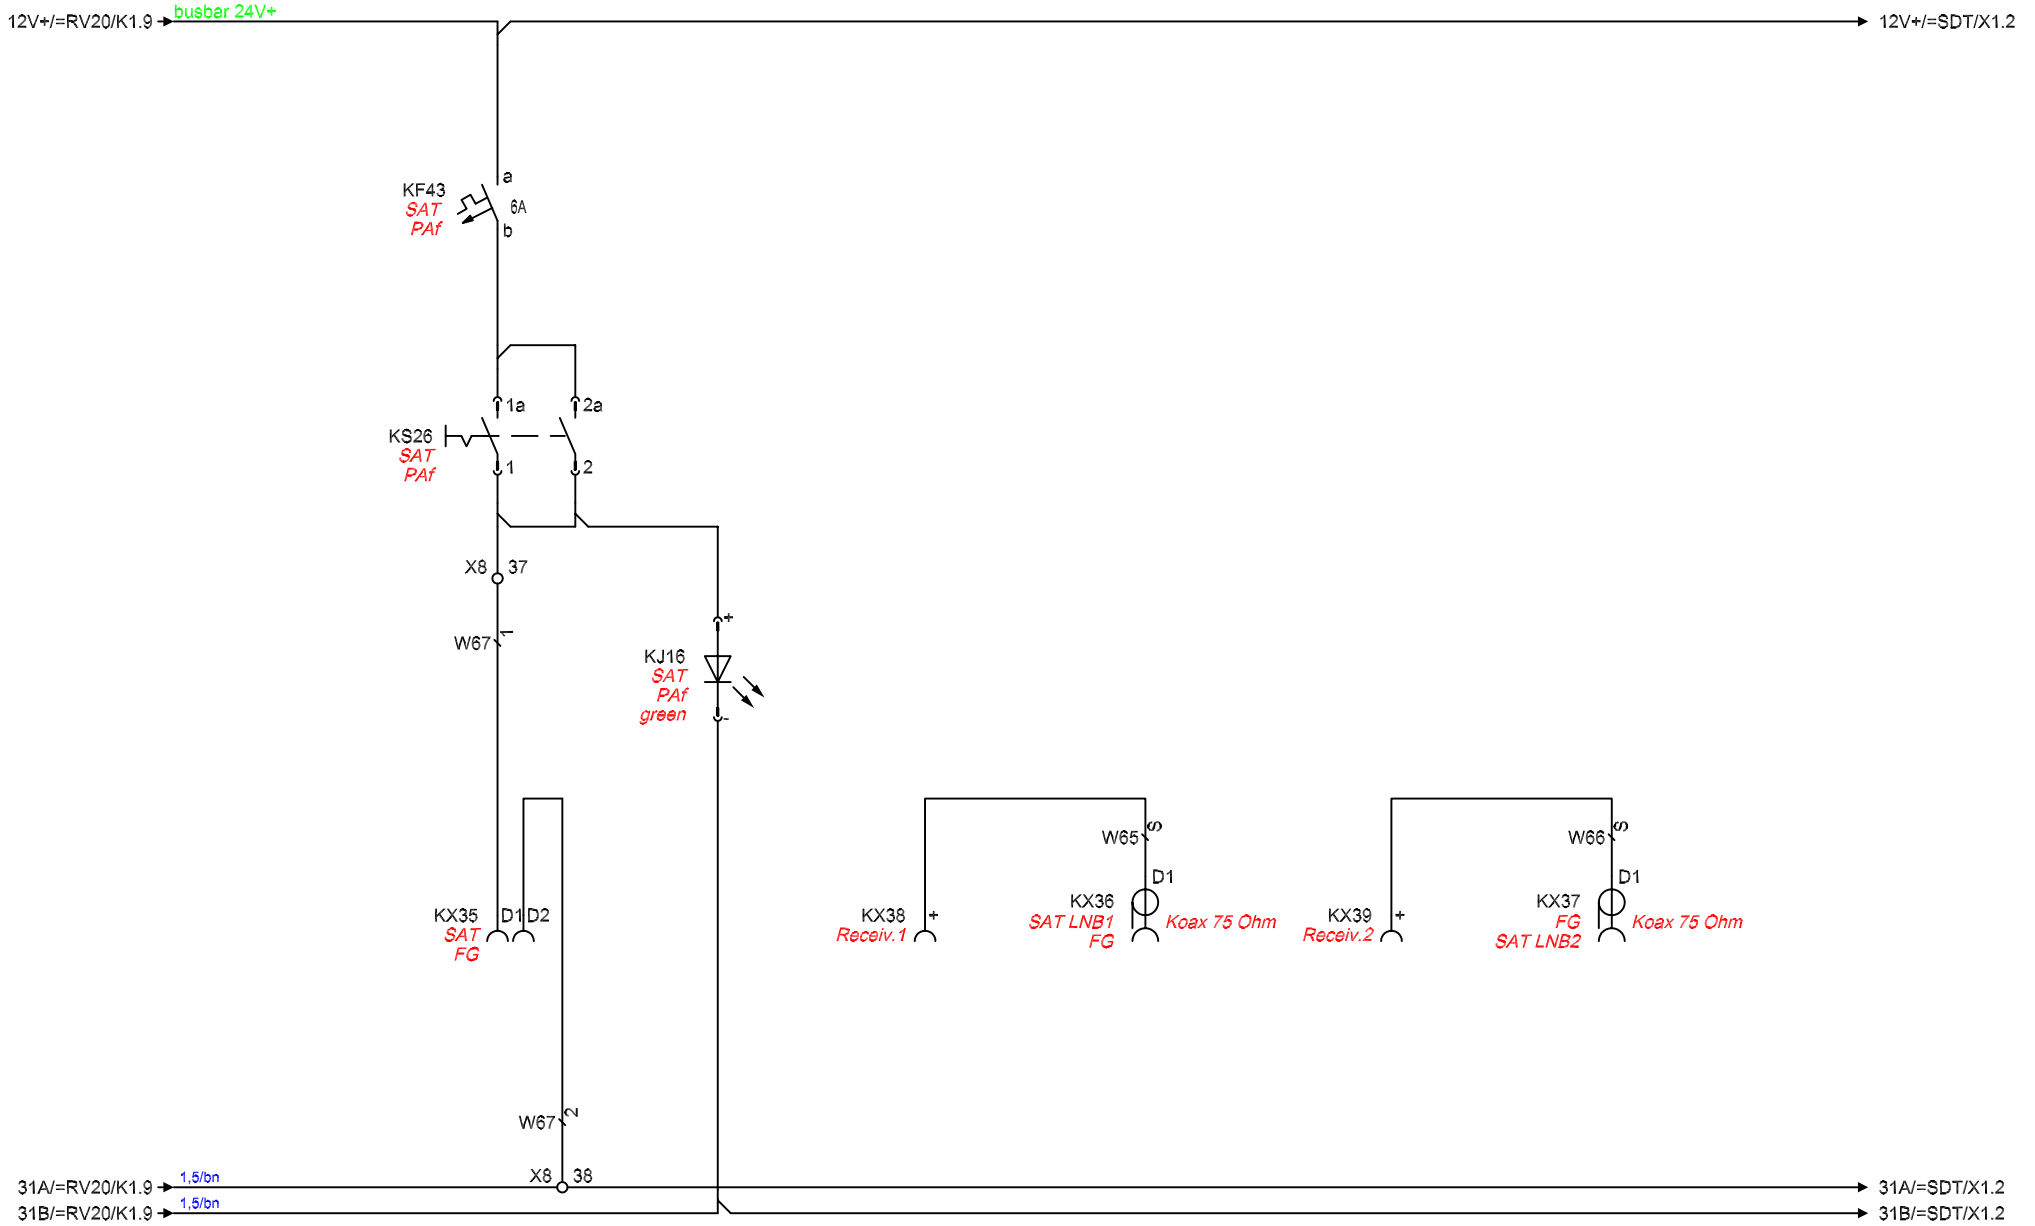 busbar 24V+
12V+/=RV20/K1.9
12V+/=SDT/X1.2
a
KF43
SAT
PAf
6A
b
1a
2a
KS26
SAT
PAf
1
2
X8
37
W67
1
+
KJ16
SAT
PAf
green
-
W65
S
W66
S
D1
D1
KX35
D1
D2
SAT
FG
KX38
+
Receiv.1
KX36
SAT LNB1
FG
Koax 75 Ohm
KX39
+
Receiv.2
KX37
FG
SAT LNB2
Koax 75 Ohm
W67
2
X8
38
1,5/bn
31A/=RV20/K1.9
31A/=SDT/X1.2
1,5/bn
31B/=RV20/K1.9
31B/=SDT/X1.2